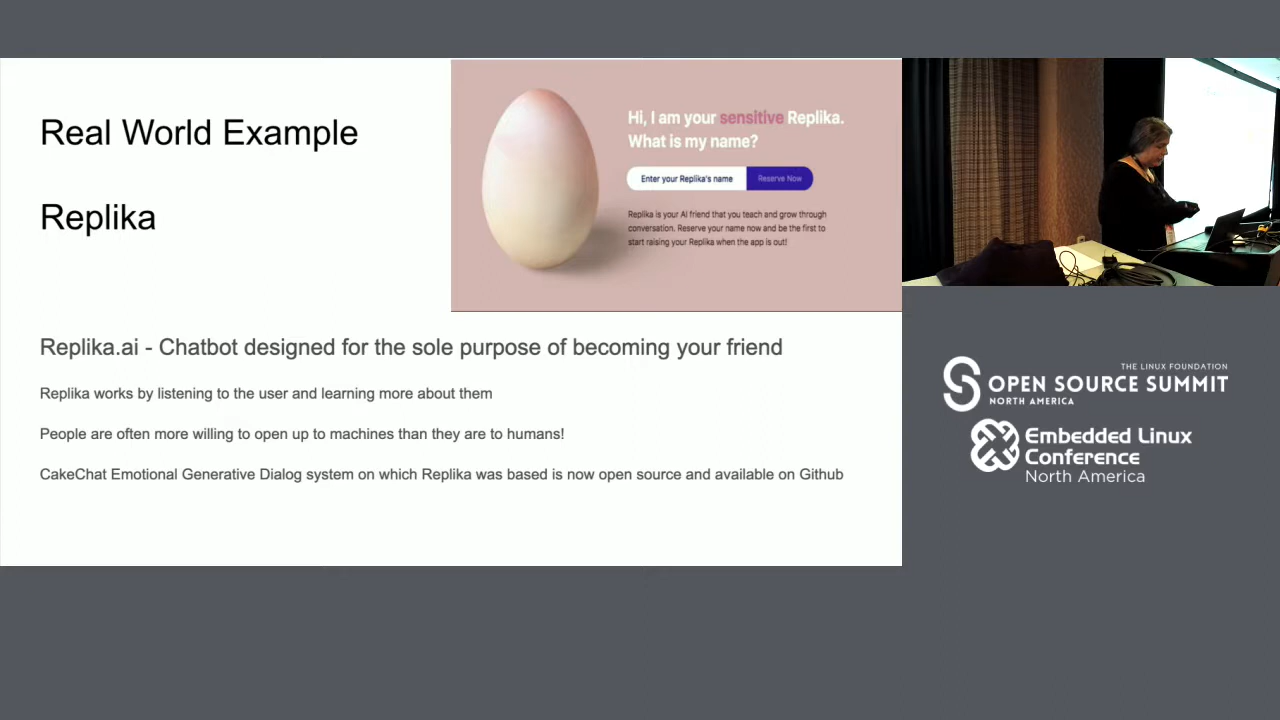 Real World Example
Replika
Hi, I am your sensitive Replika.
What is my name?
Enter your Replika's name
Reserve Now
Replika is your AI friend that you teach and grow through
conversation. Reserve your name now and be the first to
start raising your Replika when the app is out!
Replika.ai - Chatbot designed for the sole purpose of becoming your friend
Replika works by listening to the user and learning more about them
People are often more willing to open up to machines than they are to humans!
CakeChat Emotional Generative Dialog system on which Replika was based is now open source and available on Github
THE LINUX FOUNDATION
OPEN SOURCE SUMMIT
NORTH AMERICA
Embedded Linux
Conference
North America